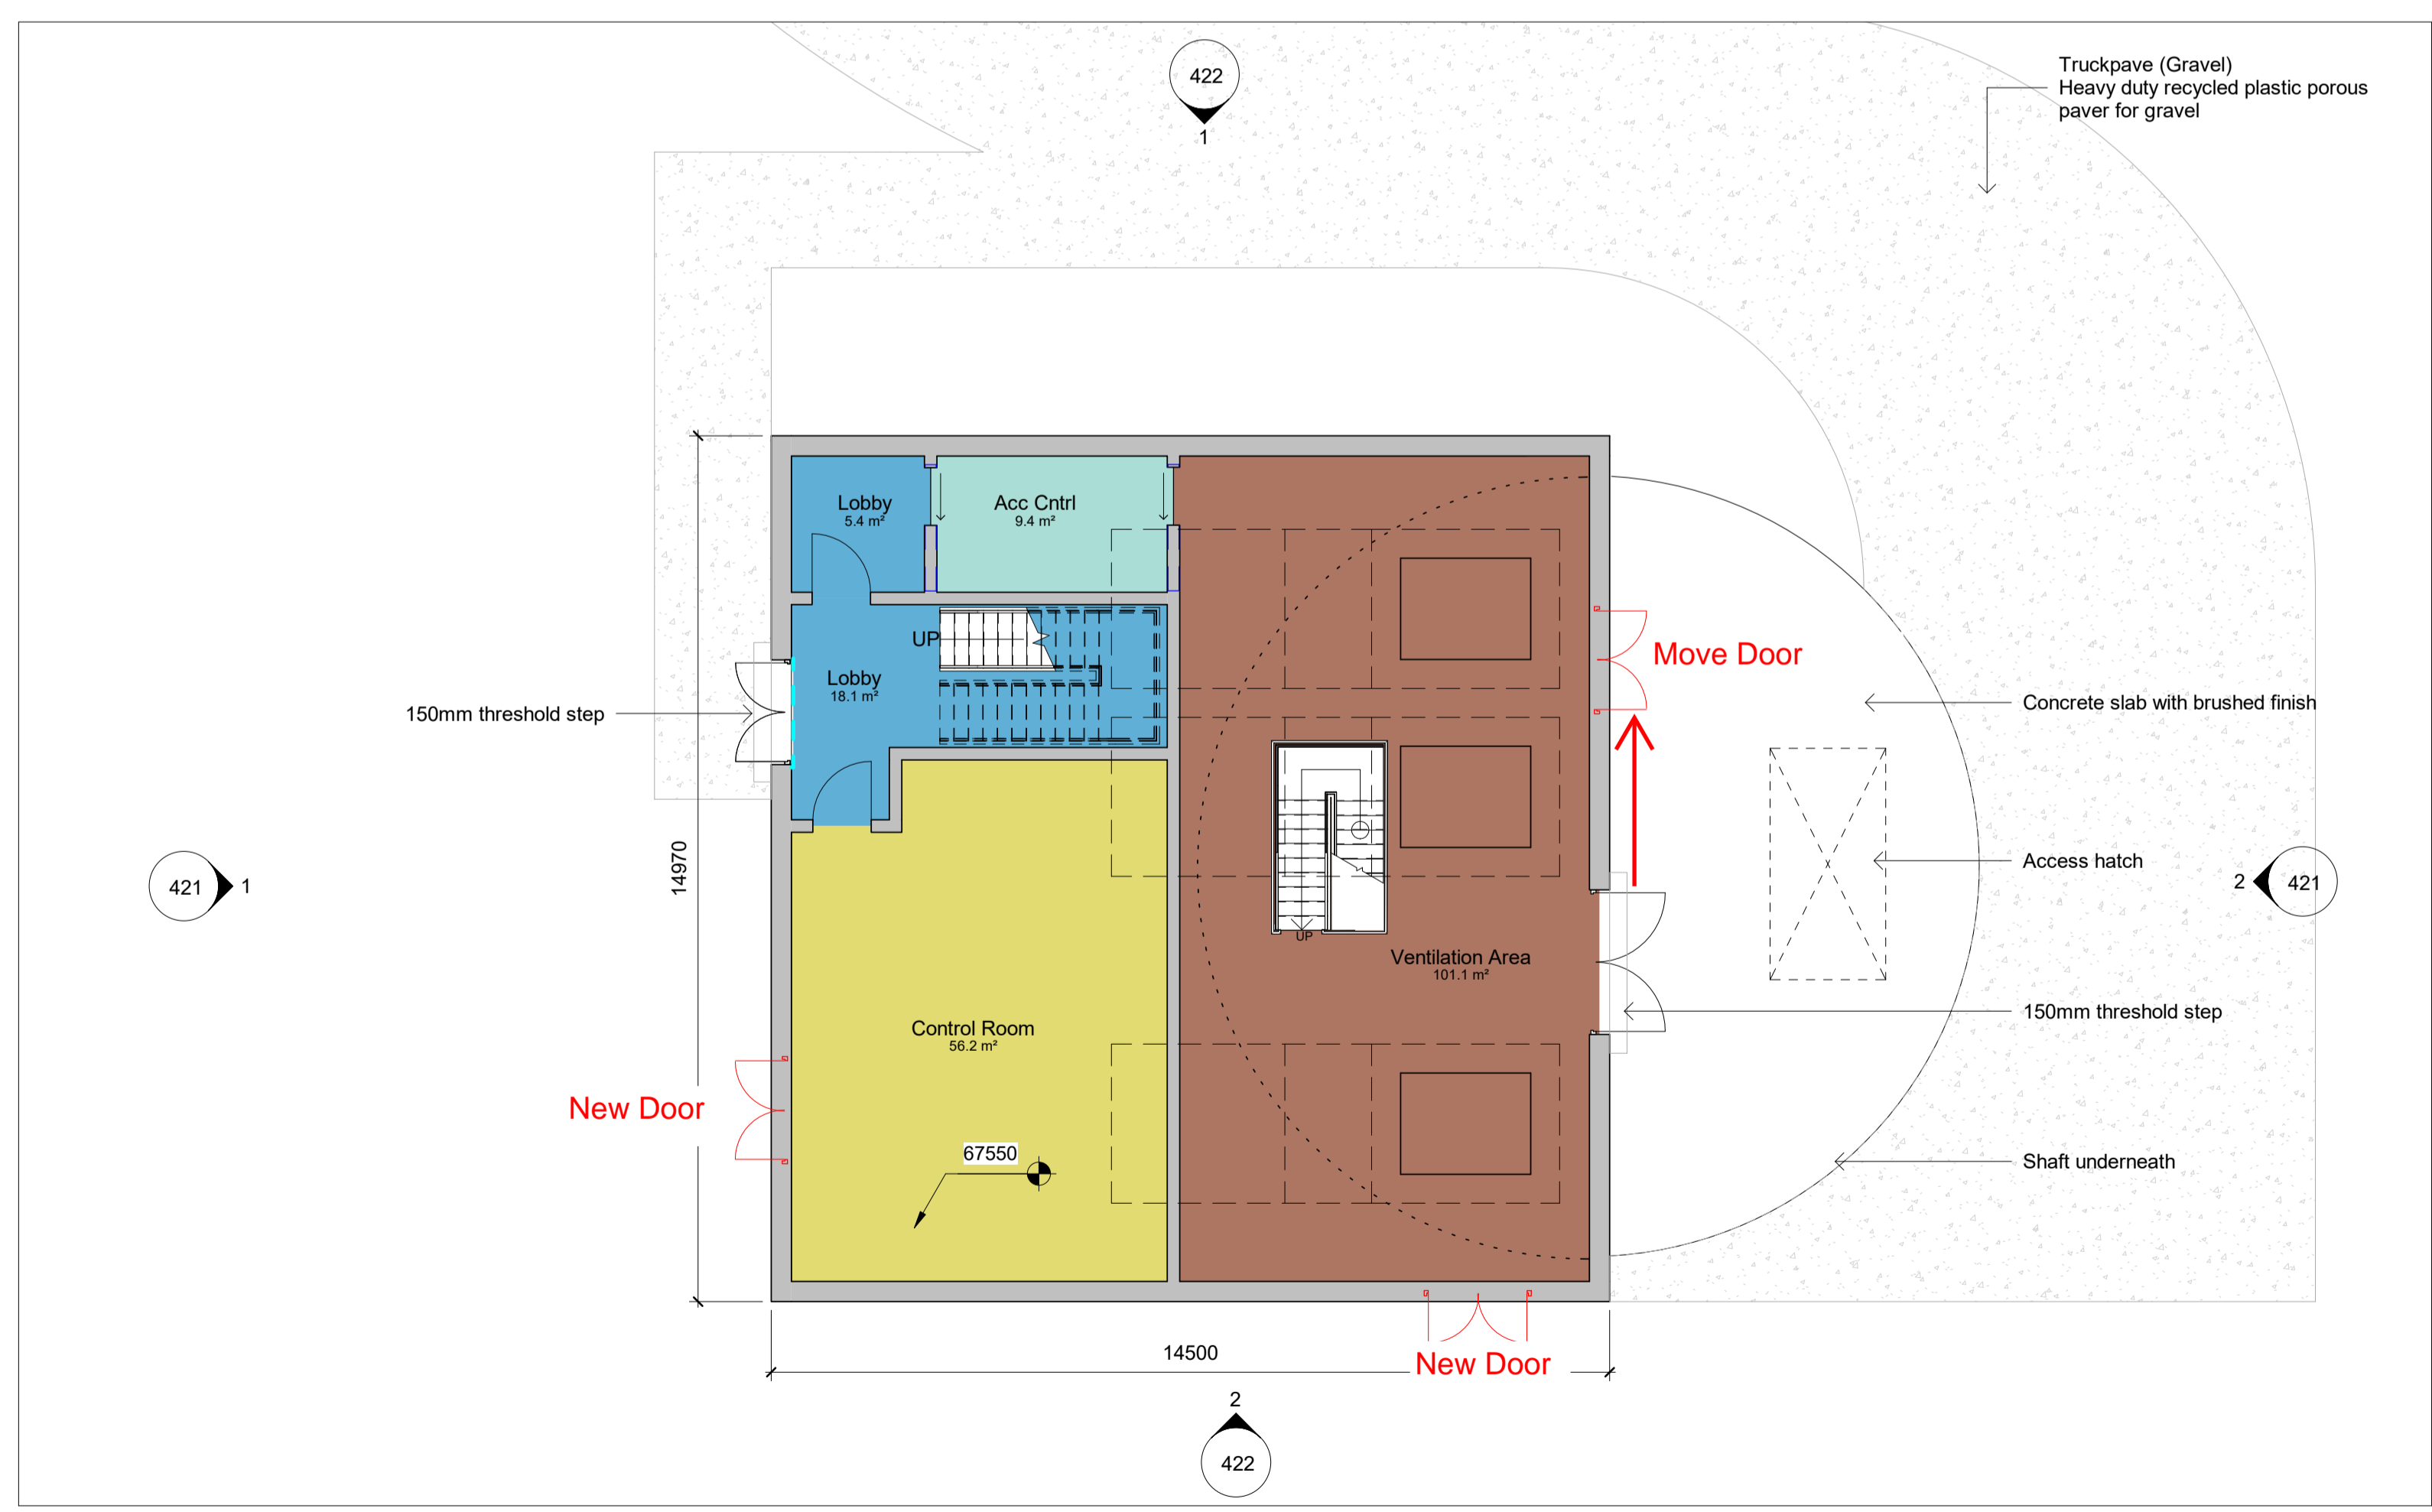 422
1
Truckpave (Gravel)
Heavy duty recycled plastic porous
paver for gravel
Lobby
5.4 m²
Acc Cntrl
9.4 m²
UP
Move Door
Lobby
18.1 m²
150mm threshold step
Concrete slab with brushed finish
14970
Access hatch
421
1
2
421
UP
Ventilation Area
101.1 m²
150mm threshold step
Control Room
56.2 m²
New Door
67550
Shaft underneath
14500
New Door
2
422